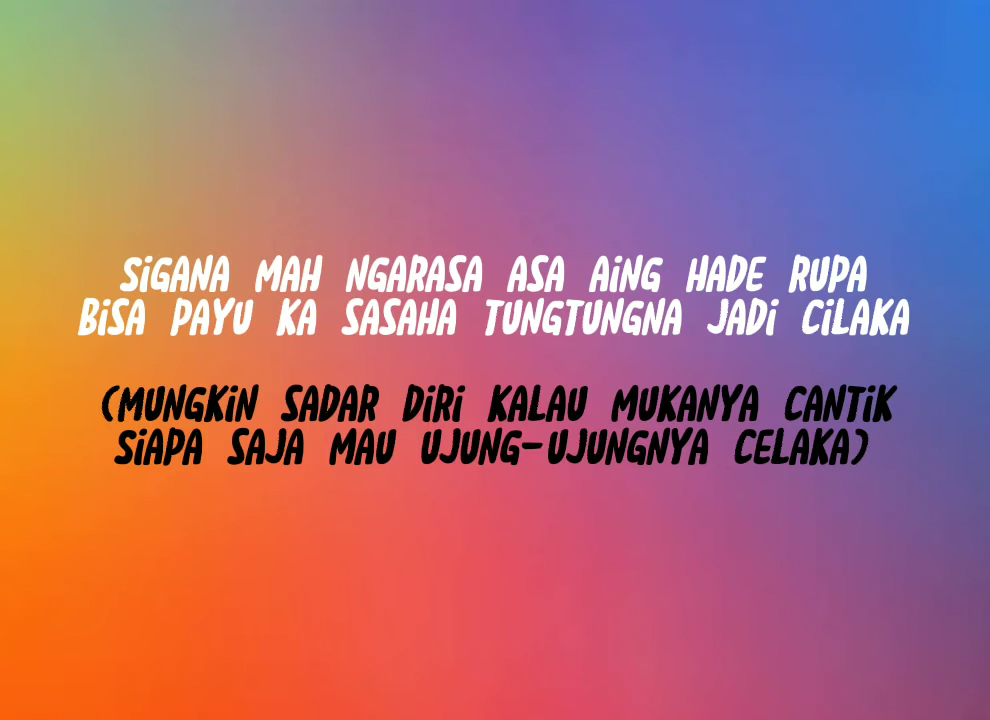 SIGANA MAH NGARASA ASA AING HADE RUPA
BISA PAYU KA SASAHA TUNGTUNGNA JADI CILAKA
(MUNGKIN SADAR DIRI KALAU MUKANYA CANTIK
SIAPA SAJA MAU UJUNG-UJUNGNYA CELAKA)